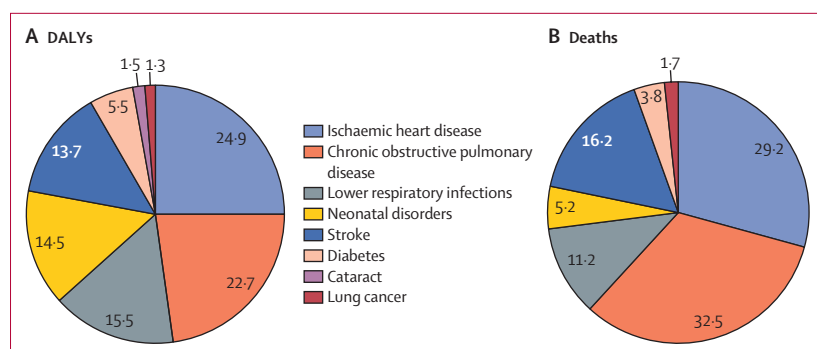 A DALYs
1·5
1·3
5·5
24·9
13·7
14·5
15·5
22·7
Ischaemic heart disease
Chronic obstructive pulmonary
disease
Lower respiratory infections
Neonatal disorders
Stroke
Diabetes
Cataract
Lung cancer
B Deaths
1·7
3·8
29·2
16·2
5·2
11·2
32·5